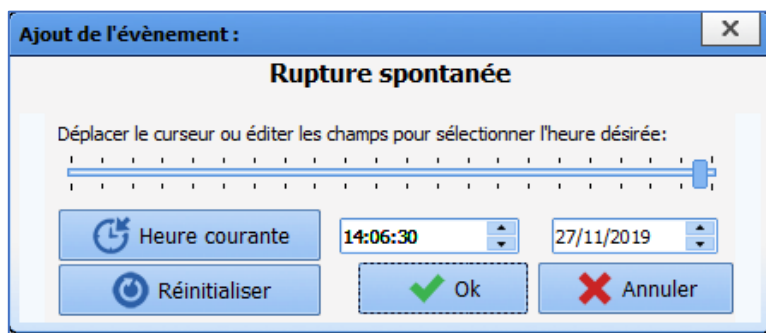 Ajout de l'évènement :
X
Rupture spontanée
Déplacer le curseur ou éditer les champs pour sélectionner l'heure désirée:
Heure courante 14:06:30 27/11/2019
Réinitialiser Ok Annuler